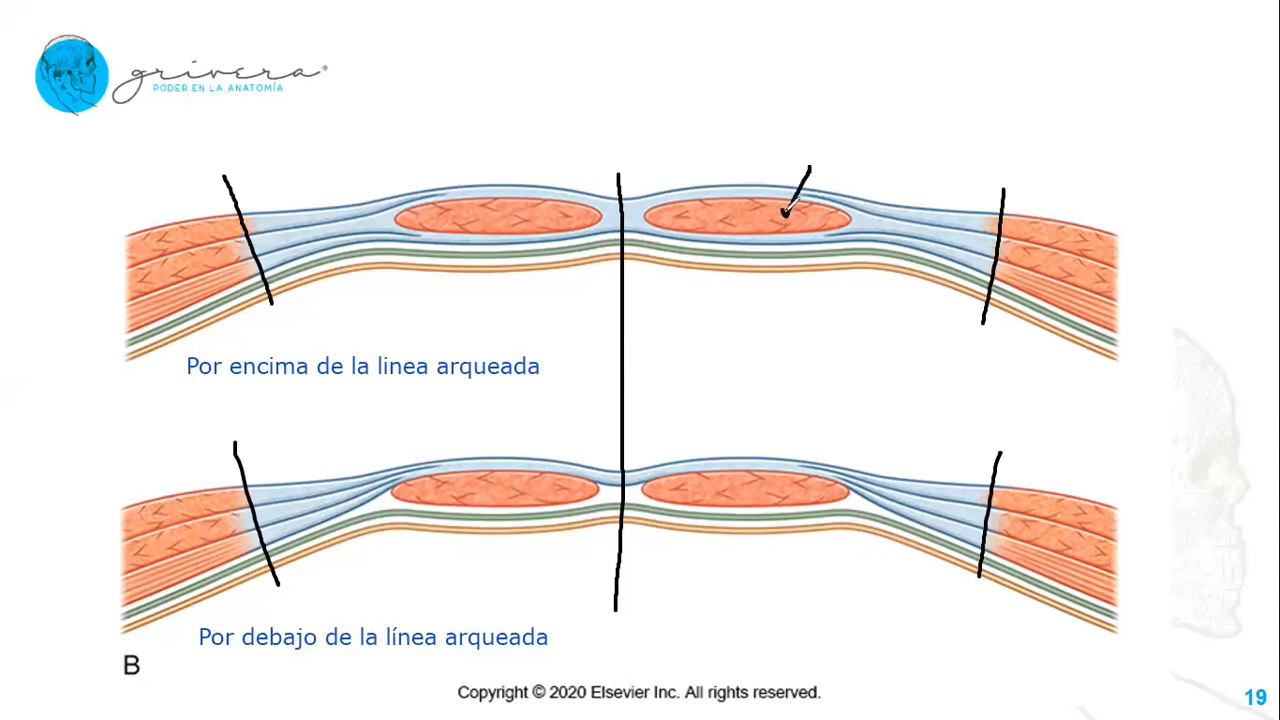 grivera®
PODER EN LA ANATOMÍA
Por encima de la linea arqueada
Por debajo de la línea arqueada
B
Copyright © 2020 Elsevier Inc. All rights reserved.
19